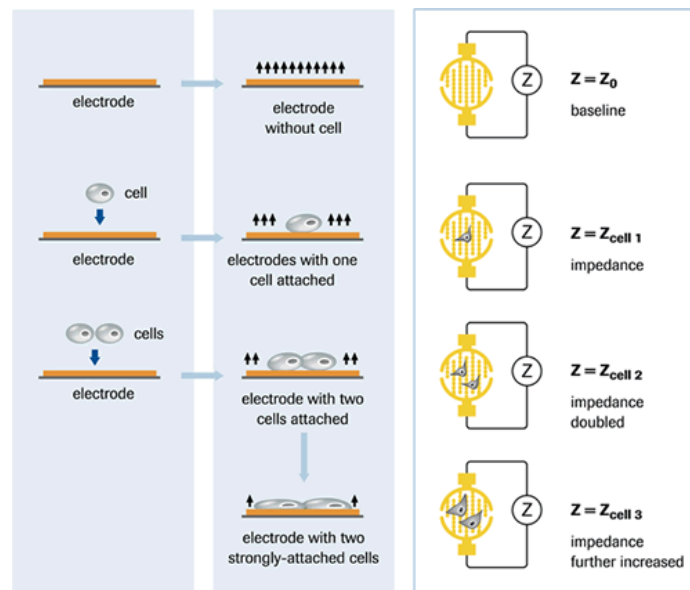 electrode
electrode
without cell
Z
Z = Z0
baseline
cell
electrode
electrodes with one
cell attached
Z
Z = Zcell 1
impedance
cells
electrode
electrode with two
cells attached
Z
Z = Zcell 2
impedance
doubled
electrode with two
strongly-attached cells
Z
Z = Zcell 3
impedance
further increased